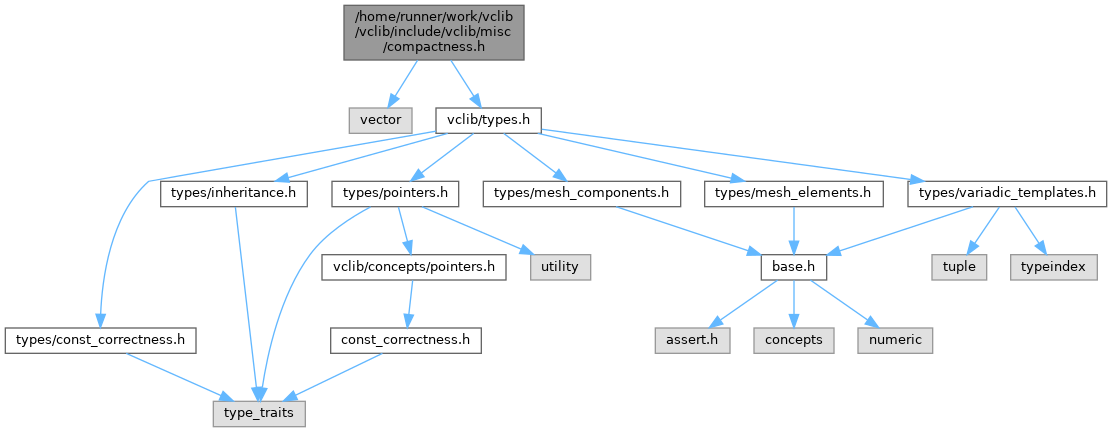 /home/runner/work/vclib
/vclib/include/vclib/misc
/compactness.h
vector
vclib/types.h
types/inheritance.h
types/pointers.h
types/mesh_components.h
types/mesh_elements.h
types/variadic_templates.h
vclib/concepts/pointers.h
utility
base.h
tuple
typeindex
types/const_correctness.h
const_correctness.h
assert.h
concepts
numeric
type_traits